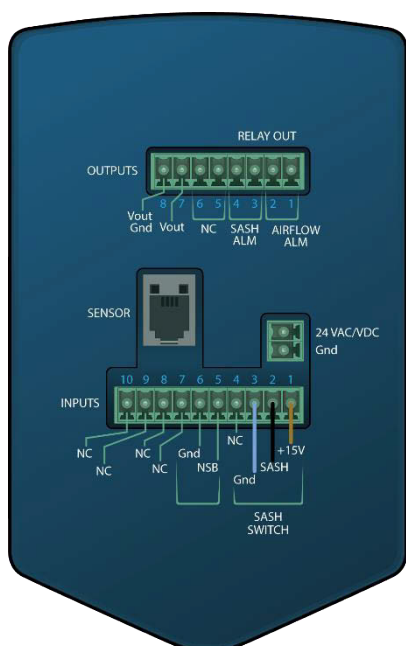 RELAY OUT
OUTPUTS
8 7 6 5 4 3 2 1
Vout
Gnd
Vout
NC
SASH
ALM
AIRFLOW
ALM
SENSOR
24 VAC/VDC
Gnd
10 9 8 7 6 5 4 3 2 1
INPUTS
NC
NC
NC
NC
Gnd
NSB
NC
Gnd
SASH
+15V
SASH
SWITCH